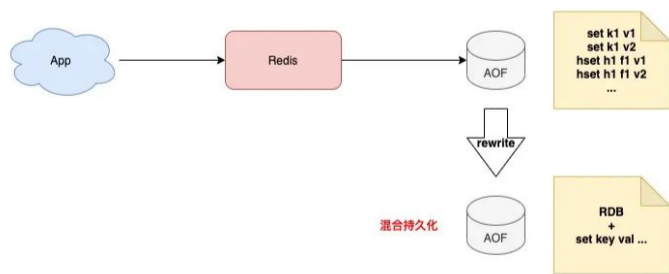 App
Redis
AOF
set k1 v1
set k1 v2
hset h1 f1 v1
hset h1 f1 v2
...
rewrite
混合持久化
AOF
RDB
+
set key val ...